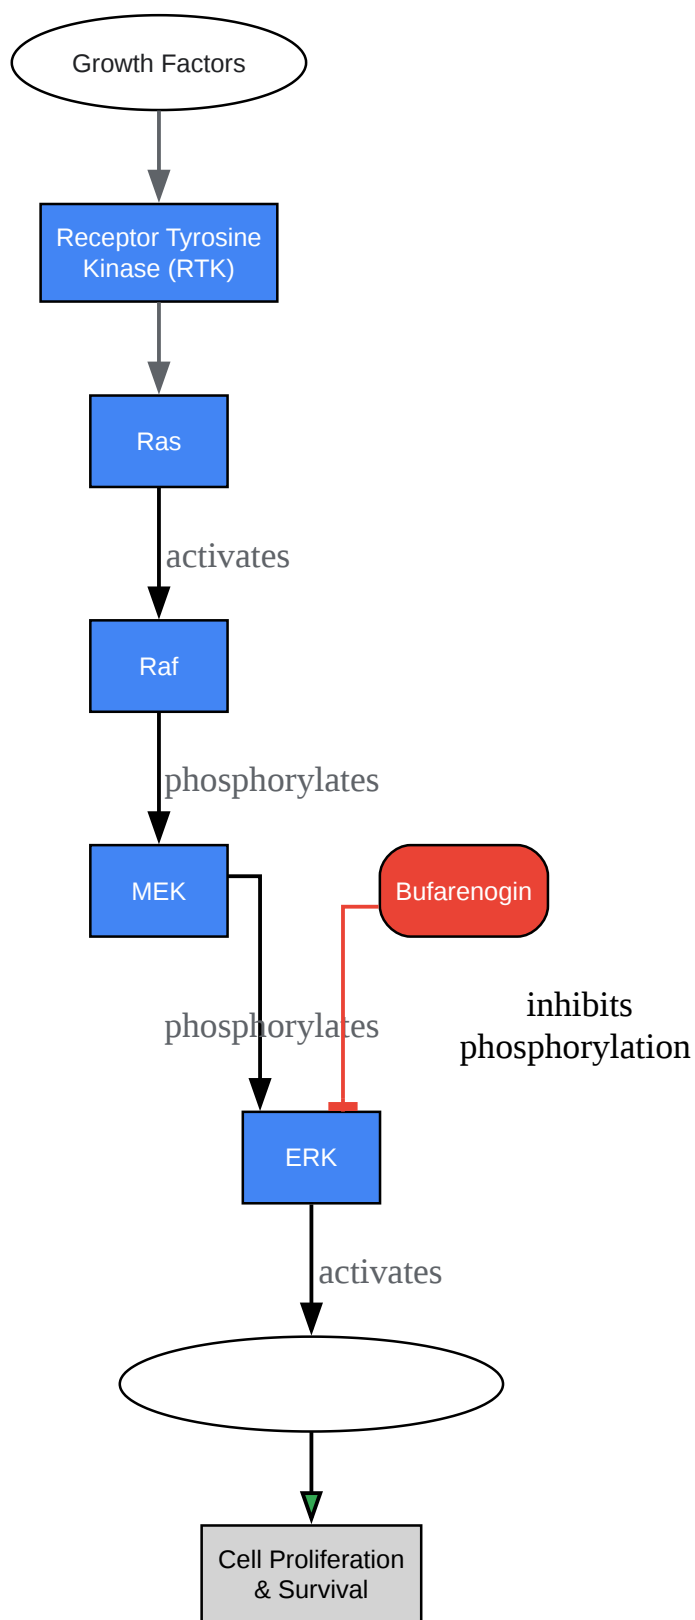 Growth Factors
Receptor Tyrosine
Kinase (RTK)
Ras
activates
Raf
phosphorylates
MEK
Bufarenogin
phosphorylates
inhibits
phosphorylation
ERK
activates
Cell Proliferation
& Survival